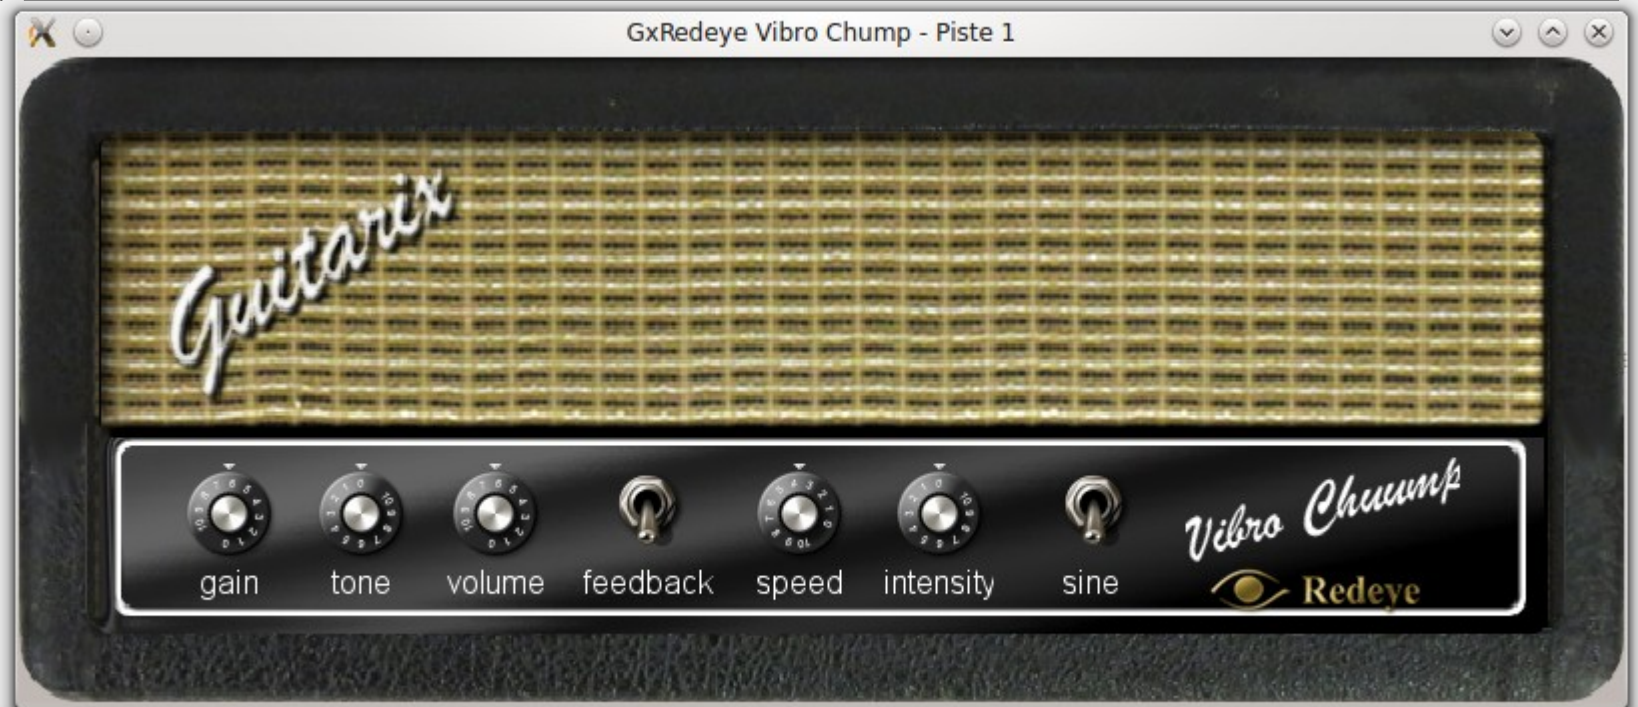 GxRedeye Vibro Chump - Piste 1
Guitarix
gain
tone
volume
feedback
speed
intensity
sine
Vibro Chuump
Redeye